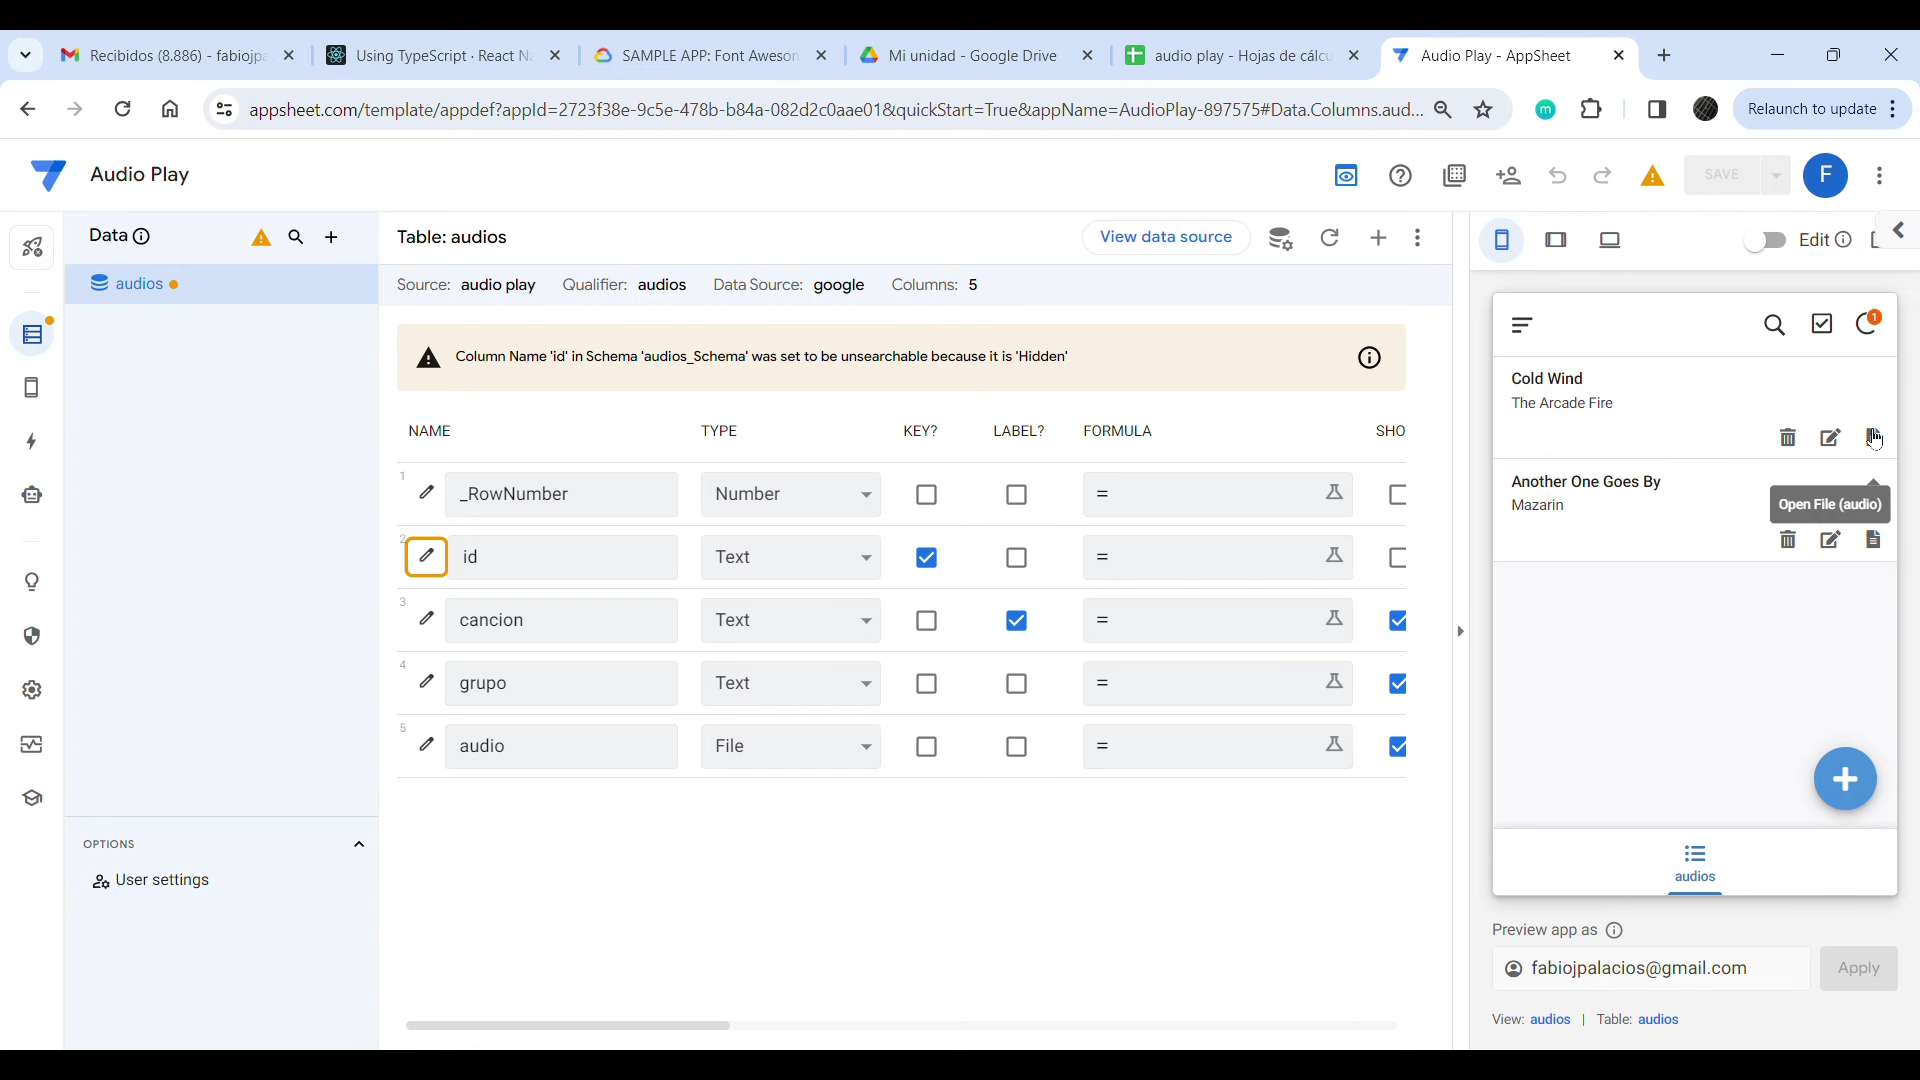 Recibidos (8.886) - fabiojp
Using TypeScript · React N
SAMPLE APP: Font Awesom
Mi unidad - Google Drive
audio play - Hojas de cálcu
Audio Play - AppSheet
appsheet.com/template/appdef?appId=2723f38e-9c5e-478b-b84a-082d2c0aae01&quickStart=True&appName=AudioPlay-897575#Data.Columns.aud...
m
Relaunch to update
Audio Play
SAVE
F
Data
Table: audios
View data source
Edit
audios
Source: audio play Qualifier: audios Data Source: google Columns: 5
Column Name 'id' in Schema 'audios_Schema' was set to be unsearchable because it is 'Hidden'
NAME TYPE KEY? LABEL? FORMULA SHO
1 _RowNumber Number =
2 id Text =
3 cancion Text =
4 grupo Text =
5 audio File =
1
Cold Wind
The Arcade Fire
Another One Goes By
Mazarin
Open File (audio)
audios
OPTIONS
User settings
Preview app as
fabiojpalacios@gmail.com
Apply
View: audios | Table: audios